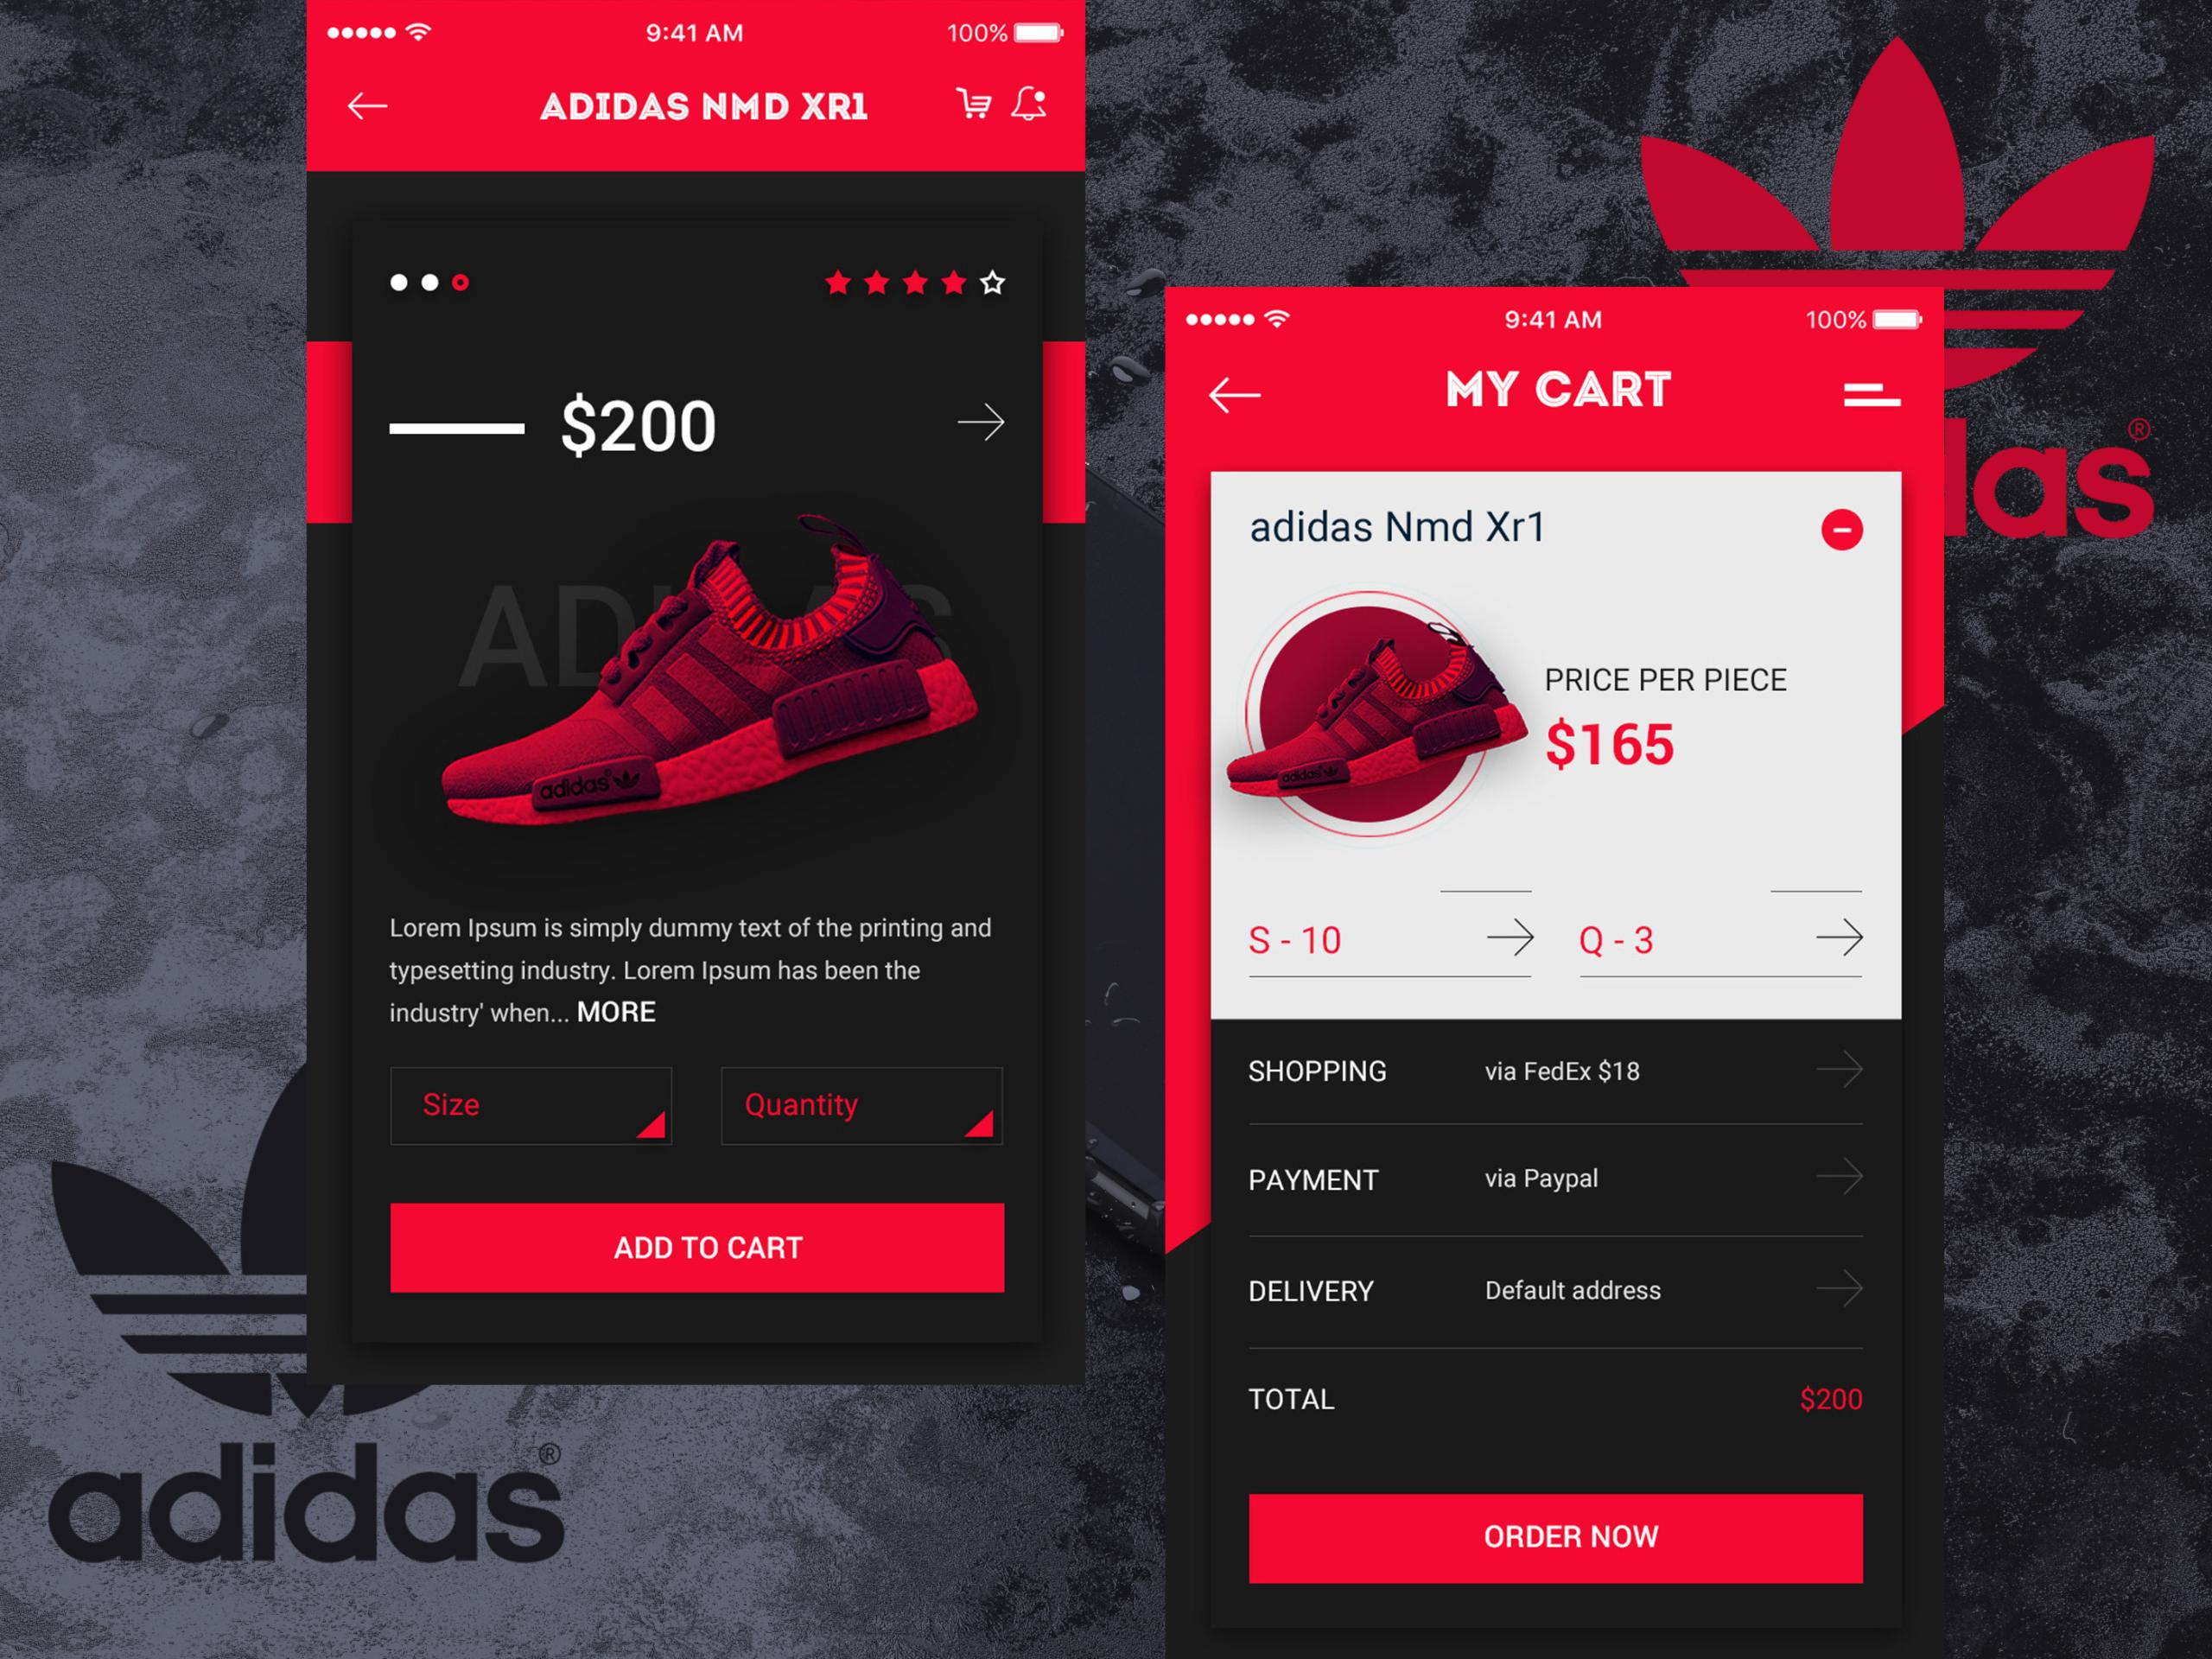 9:41 AM
100%
ADIDAS NMD XR1
$200
ADIDAS
adidas®
Lorem Ipsum is simply dummy text of the printing and
typesetting industry. Lorem Ipsum has been the
industry' when... MORE
Size
Quantity
ADD TO CART
adidas®
das®
9:41 AM
100%
MY CART
adidas Nmd Xr1
adidas
PRICE PER PIECE
$165
S - 10
Q - 3
SHOPPING
via FedEx $18
PAYMENT
via Paypal
DELIVERY
Default address
TOTAL
$200
ORDER NOW